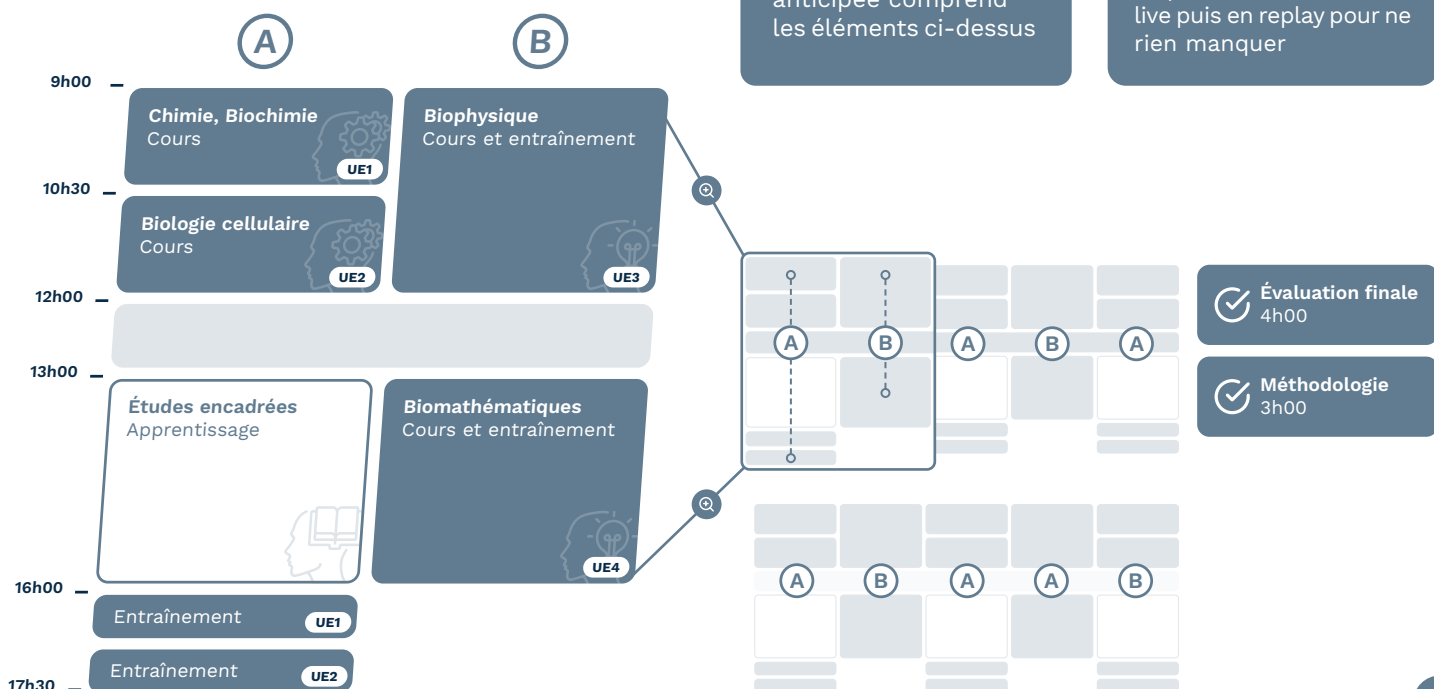 anticipée comprend
les éléments ci-dessus
live puis en replay pour ne
rien manquer
A
B
9h00
Chimie, Biochimie
Cours
UE1
Biophysique
Cours et entraînement
UE3
10h30
Biologie cellulaire
Cours
UE2
12h00
13h00
Études encadrées
Apprentissage
Biomathématiques
Cours et entraînement
UE4
16h00
Entraînement
UE1
Entraînement
UE2
17h30
A
B
A
B
A
Évaluation finale
4h00
Méthodologie
3h00
A
B
A
A
B